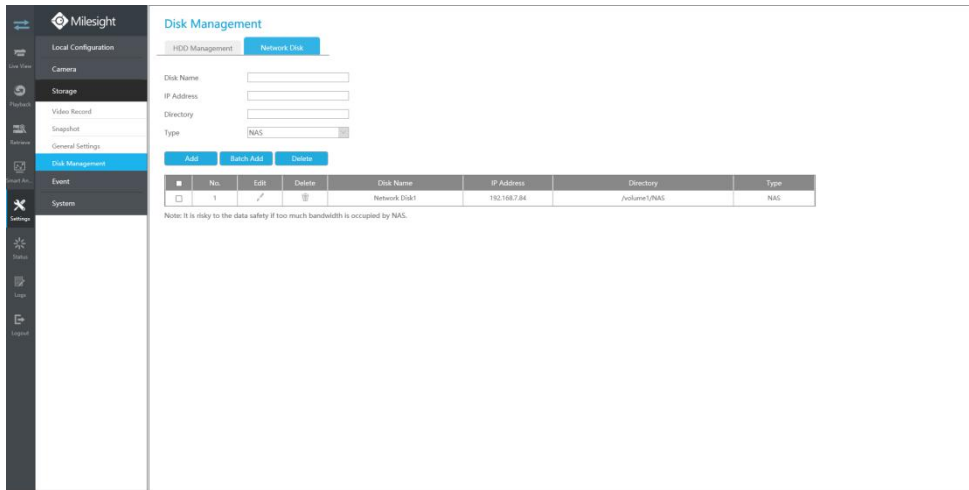 Milesight
Live View
Playback
Retrieve
Smart An...
Settings
Status
Logs
Logout
Local Configuration
Camera
Storage
Video Record
Snapshot
General Settings
Disk Management
Event
System
Disk Management
HDD Management Network Disk
Disk Name
IP Address
Directory
Type NAS
Add Batch Add Delete
No. Edit Delete Disk Name IP Address Directory Type
1 Network Disk1 192.168.7.84 /volume1/NAS NAS
Note: It is risky to the data safety if too much bandwidth is occupied by NAS.